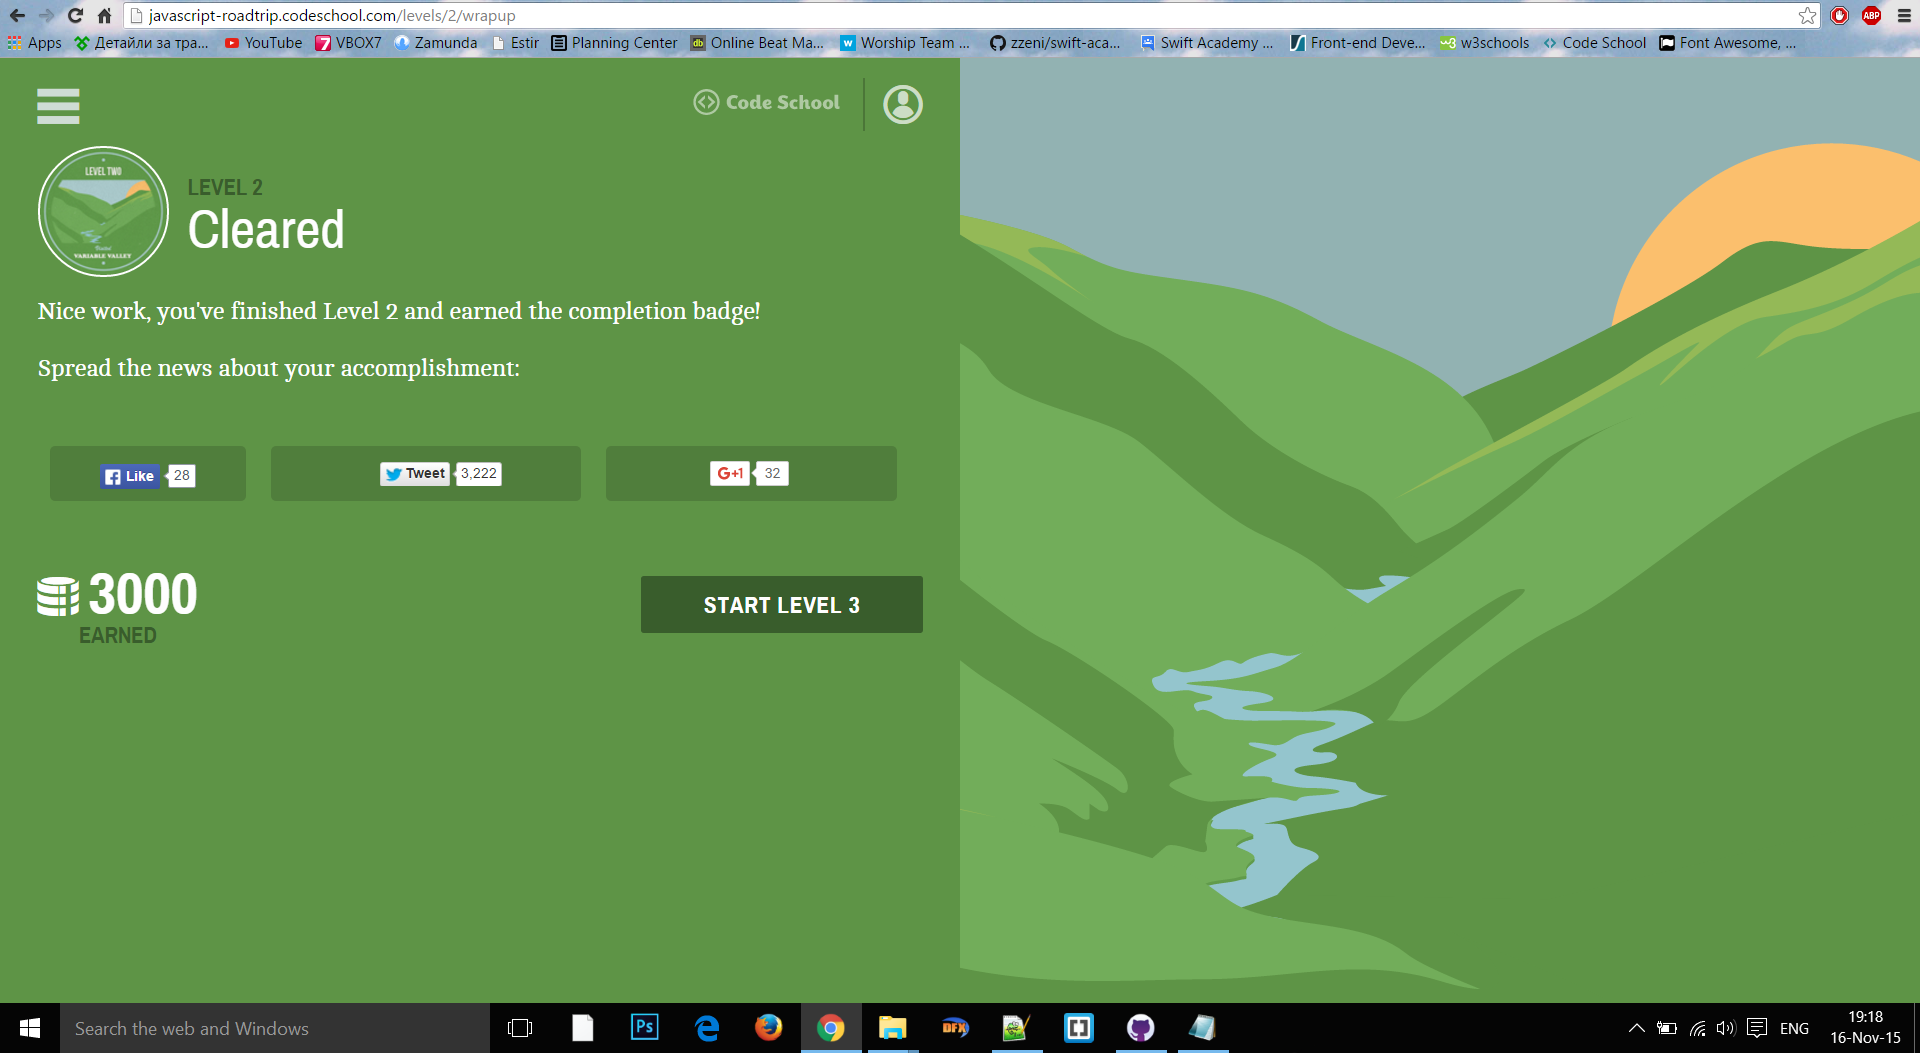 javascript-roadtrip.codeschool.com/levels/2/wrapup
ABP
Apps Детайли за тра... YouTube VBOX7 Zamunda Estir Planning Center Online Beat Ma... Worship Team ... zzeni/swift-aca... Swift Academy ... Front-end Deve... w3schools Code School Font Awesome, ...
Code School
LEVEL TWO
VARIABLE VALLEY
LEVEL 2
Cleared
Nice work, you've finished Level 2 and earned the completion badge!
Spread the news about your accomplishment:
Like 28
Tweet 3,222
G+1 32
3000
EARNED
START LEVEL 3
Search the web and Windows
Ps
DFX
ENG
19:18
16-Nov-15